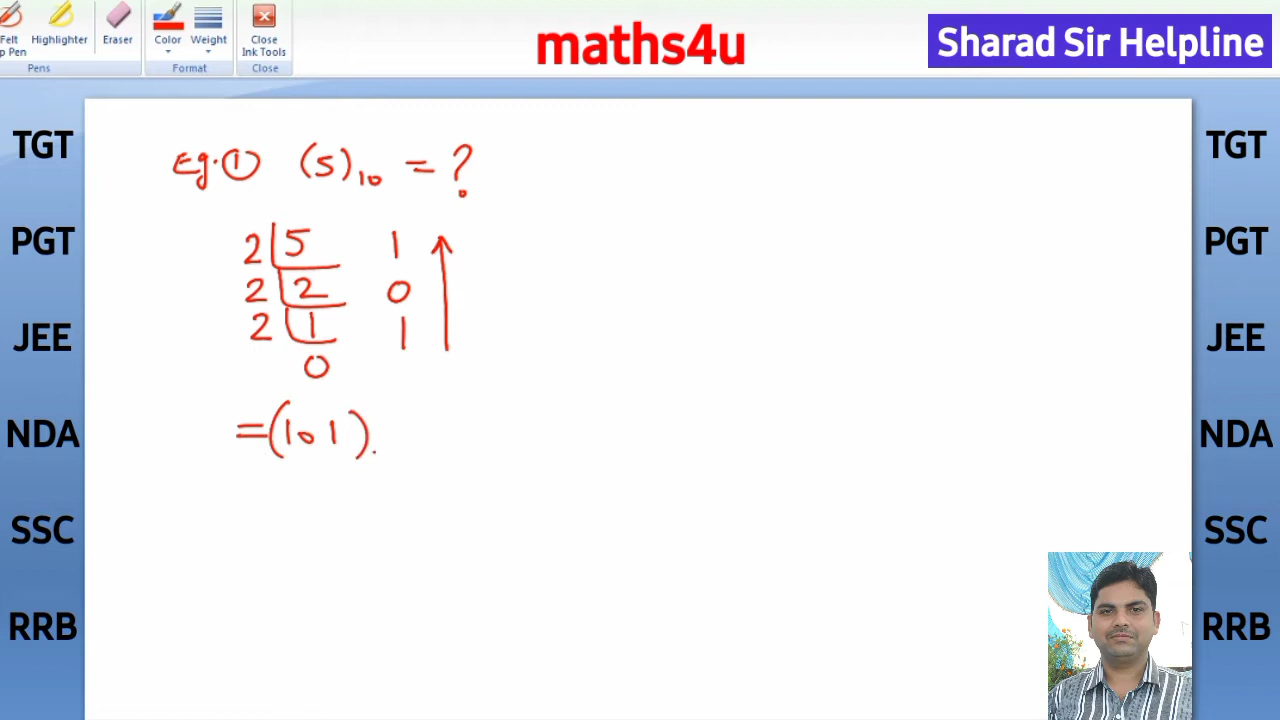 Felt
p Pen
Highlighter
Eraser
Pens
Color
Weight
Format
Close
Ink Tools
Close
maths4u
Sharad Sir Helpline
TGT
PGT
JEE
NDA
SSC
RRB
Eg. ① (5)₁₀ = ?
2 5 1
2 2 0
2 1 1
0
= (101)
TGT
PGT
JEE
NDA
SSC
RRB